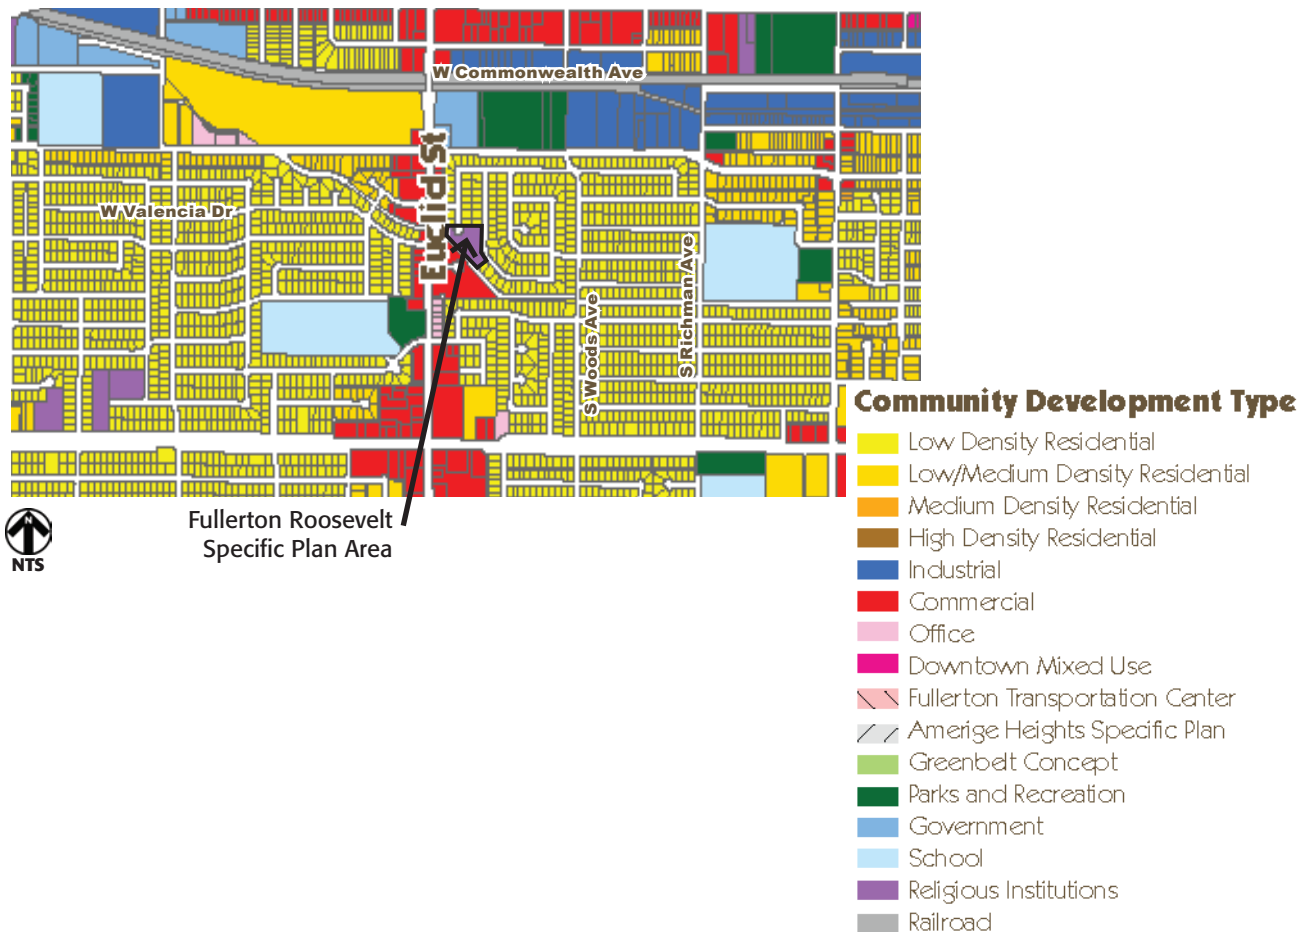 W Commonwealth Ave
Euclid St
W Valencia Dr
S Richman Ave
S Woods Ave
Fullerton Roosevelt
Specific Plan Area
N
NTS
Community Development Type
Low Density Residential
Low/Medium Density Residential
Medium Density Residential
High Density Residential
Industrial
Commercial
Office
Downtown Mixed Use
Fullerton Transportation Center
Amerige Heights Specific Plan
Greenbelt Concept
Parks and Recreation
Government
School
Religious Institutions
Railroad